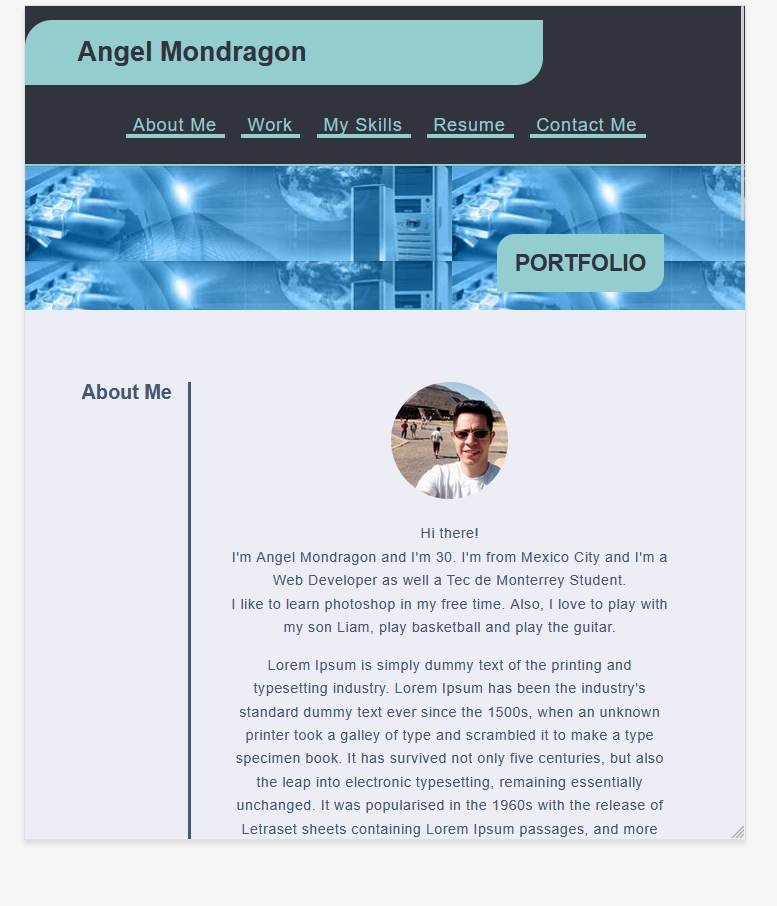 Angel Mondragon
About Me Work My Skills Resume Contact Me
PORTFOLIO
About Me
Hi there!
I'm Angel Mondragon and I'm 30. I'm from Mexico City and I'm a
Web Developer as well a Tec de Monterrey Student.
I like to learn photoshop in my free time. Also, I love to play with
my son Liam, play basketball and play the guitar.
Lorem Ipsum is simply dummy text of the printing and
typesetting industry. Lorem Ipsum has been the industry's
standard dummy text ever since the 1500s, when an unknown
printer took a galley of type and scrambled it to make a type
specimen book. It has survived not only five centuries, but also
the leap into electronic typesetting, remaining essentially
unchanged. It was popularised in the 1960s with the release of
Letraset sheets containing Lorem Ipsum passages, and more